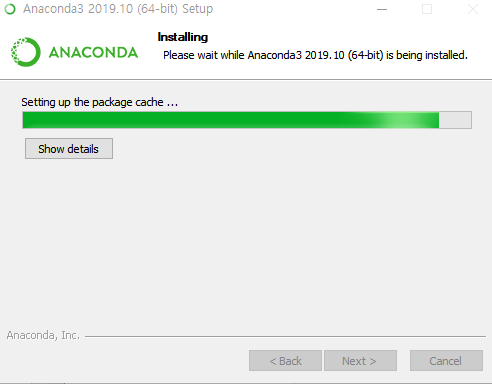 Anaconda3 2019.10 (64-bit) Setup
ANACONDA
Installing
Please wait while Anaconda3 2019.10 (64-bit) is being installed.
Setting up the package cache ...
Show details
Anaconda, Inc.
< Back
Next >
Cancel